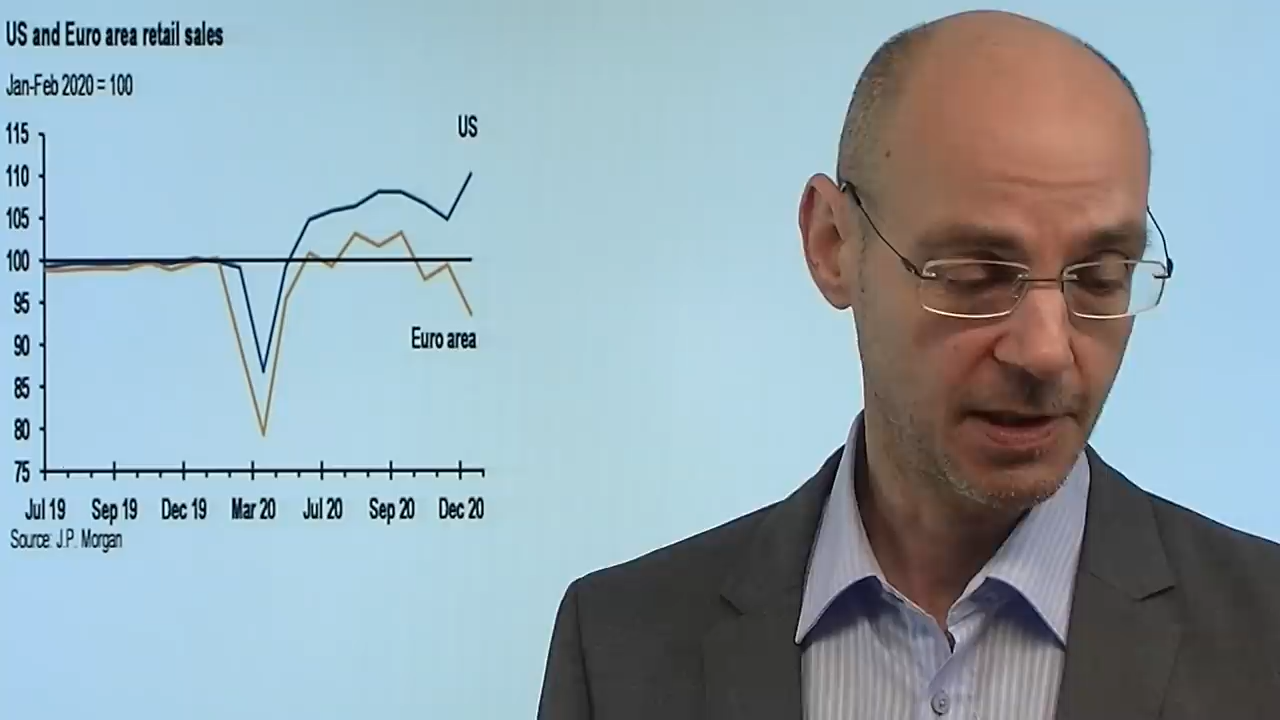 US and Euro area retail sales
Jan-Feb 2020 = 100
US
115
110
105
100
95
90
85
80
75
Euro area
Jul 19 Sep 19 Dec 19 Mar 20 Jul 20 Sep 20 Dec 20
Source: J.P. Morgan